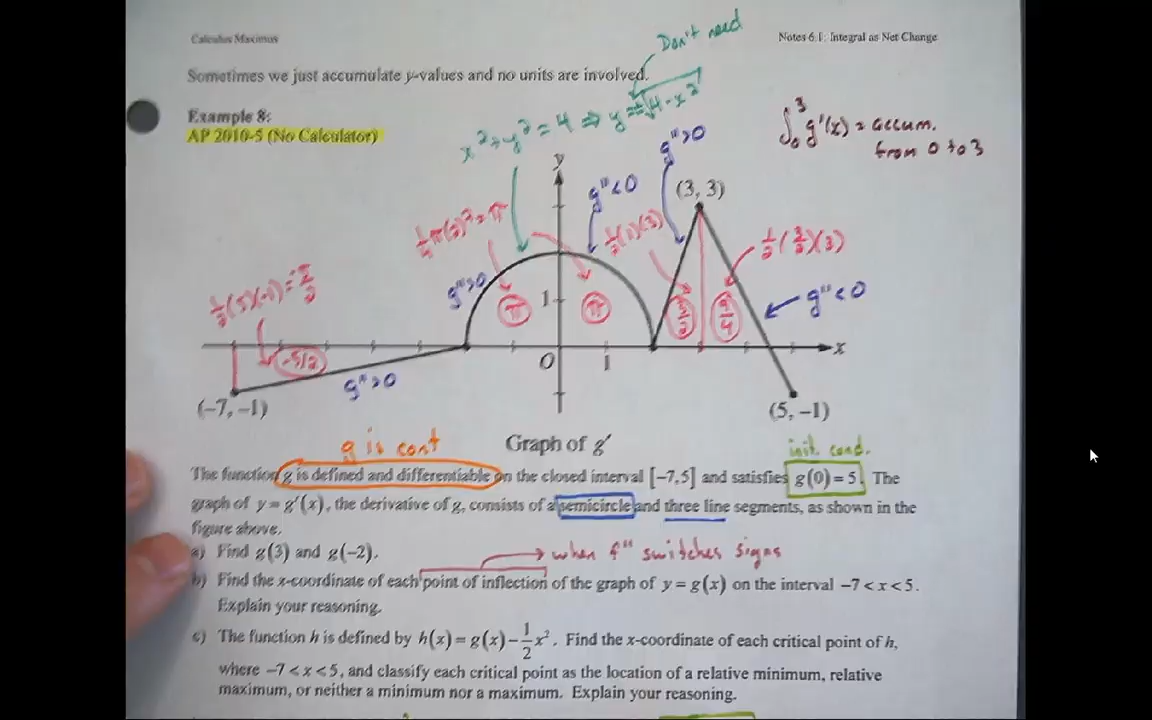 Calculus Maximus
Notes 6.1: Integral as Net Change
Don't need
Sometimes we just accumulate y-values and no units are involved.
Example 8:
AP 2010-5 (No Calculator)
x²+y²=4 ⇒ y=±√4-x²
∫₀³ g'(x) = accum.
from 0 to 3
y
g">0
g"<0
(3, 3)
¼π(2)²=π
½(1)(3)
½(3/2)(3)
g">0
½(5)(-1)=-5/2
π
π
3/2
9/4
g"<0
1
-5/2
g">0
O
1
x
(−7, −1)
(5, −1)
g is cont
Graph of g′
init. cond.
The function g is defined and differentiable on the closed interval [−7,5] and satisfies g(0) = 5. The
graph of y = g′(x), the derivative of g, consists of a semicircle and three line segments, as shown in the
figure above.
a) Find g(3) and g(−2).
when f" switches signs
b) Find the x-coordinate of each point of inflection of the graph of y = g(x) on the interval −7 < x < 5.
Explain your reasoning.
c) The function h is defined by h(x) = g(x) − 1/2 x². Find the x-coordinate of each critical point of h,
where −7 < x < 5, and classify each critical point as the location of a relative minimum, relative
maximum, or neither a minimum nor a maximum. Explain your reasoning.